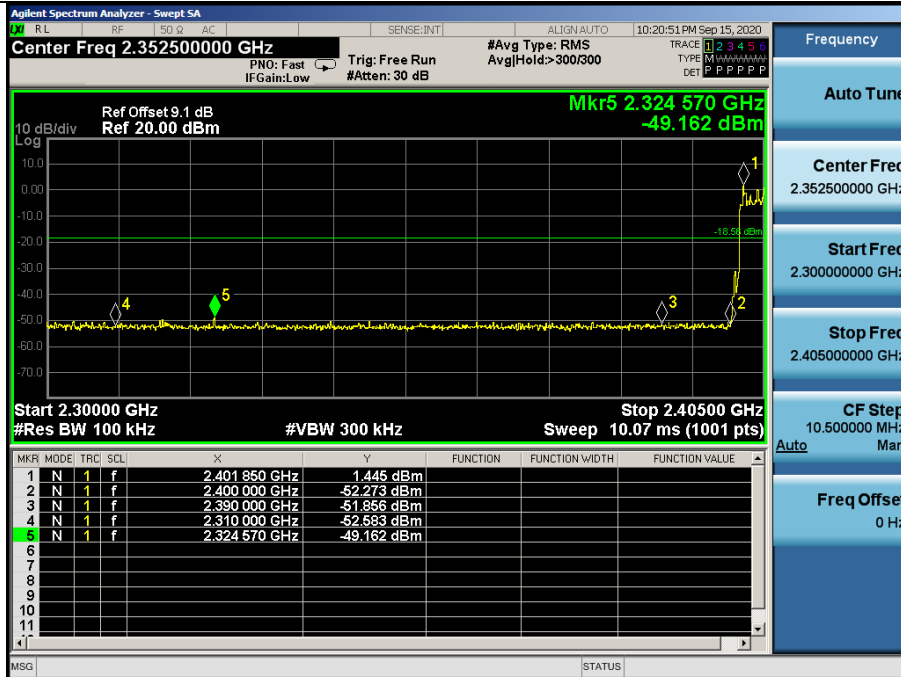 Agilent Spectrum Analyzer - Swept SA
LXI RL RF 50 Ω AC SENSE:INT ALIGN AUTO 10:20:51 PM Sep 15, 2020
Center Freq 2.352500000 GHz
#Avg Type: RMS
TRACE 1 2 3 4 5 6
PNO: Fast Trig: Free Run Avg|Hold:>300/300
TYPE M
IFGain:Low #Atten: 30 dB
DET P P P P P P
Ref Offset 9.1 dB
Mkr5 2.324 570 GHz
10 dB/div Ref 20.00 dBm
-49.162 dBm
Log
10.0
0.00
-10.0
-20.0
-30.0
-40.0
-50.0
-60.0
-70.0
1
-18.56 dBm
4
5
3
2
Start 2.30000 GHz Stop 2.40500 GHz
#Res BW 100 kHz #VBW 300 kHz Sweep 10.07 ms (1001 pts)
MKR MODE TRC SCL X Y FUNCTION FUNCTION WIDTH FUNCTION VALUE
1 N 1 f 2.401 850 GHz 1.445 dBm
2 N 1 f 2.400 000 GHz -52.273 dBm
3 N 1 f 2.390 000 GHz -51.856 dBm
4 N 1 f 2.310 000 GHz -52.583 dBm
5 N 1 f 2.324 570 GHz -49.162 dBm
6
7
8
9
10
11
MSG STATUS
Frequency
Auto Tune
Center Freq
2.352500000 GHz
Start Freq
2.300000000 GHz
Stop Freq
2.405000000 GHz
CF Step
10.500000 MHz
Auto Man
Freq Offset
0 Hz